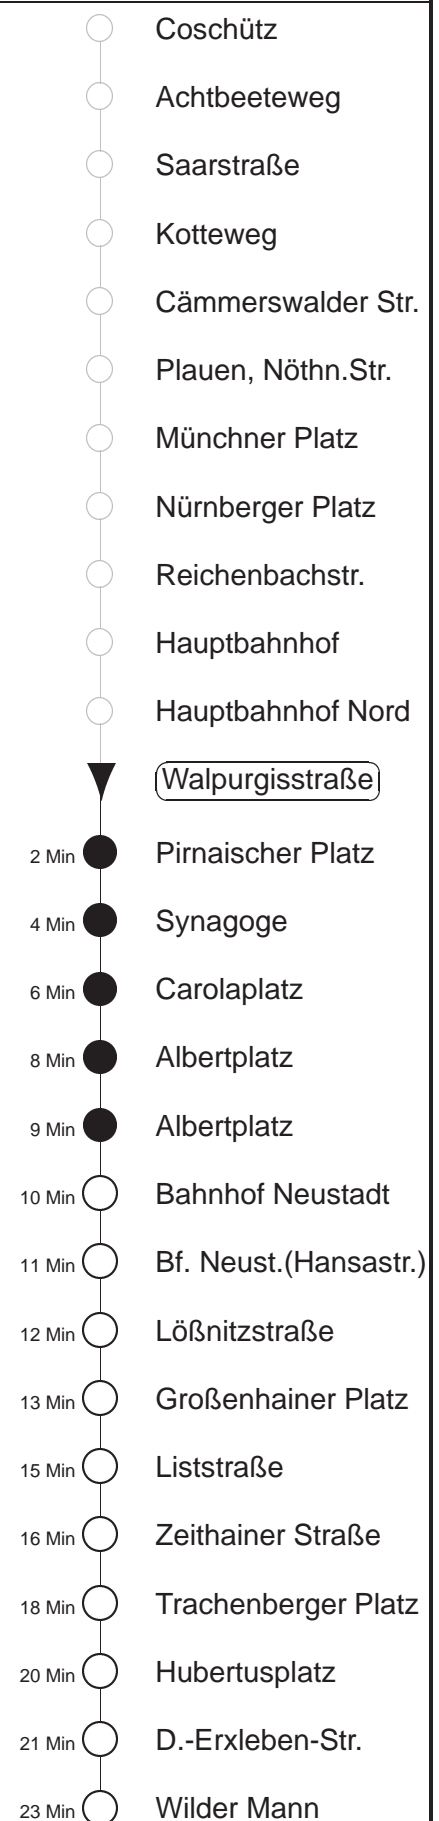 Coschütz
Achtbeeteweg
Saarstraße
Kotteweg
Cämmerswalder Str.
Plauen, Nöthn.Str.
Münchner Platz
Nürnberger Platz
Reichenbachstr.
Hauptbahnhof
Hauptbahnhof Nord
Walpurgisstraße
2 Min Pirnaischer Platz
4 Min Synagoge
6 Min Carolaplatz
8 Min Albertplatz
9 Min Albertplatz
10 Min Bahnhof Neustadt
11 Min Bf. Neust.(Hansastr.)
12 Min Lößnitzstraße
13 Min Großenhainer Platz
15 Min Liststraße
16 Min Zeithainer Straße
18 Min Trachenberger Platz
20 Min Hubertusplatz
21 Min D.-Erxleben-Str.
23 Min Wilder Mann